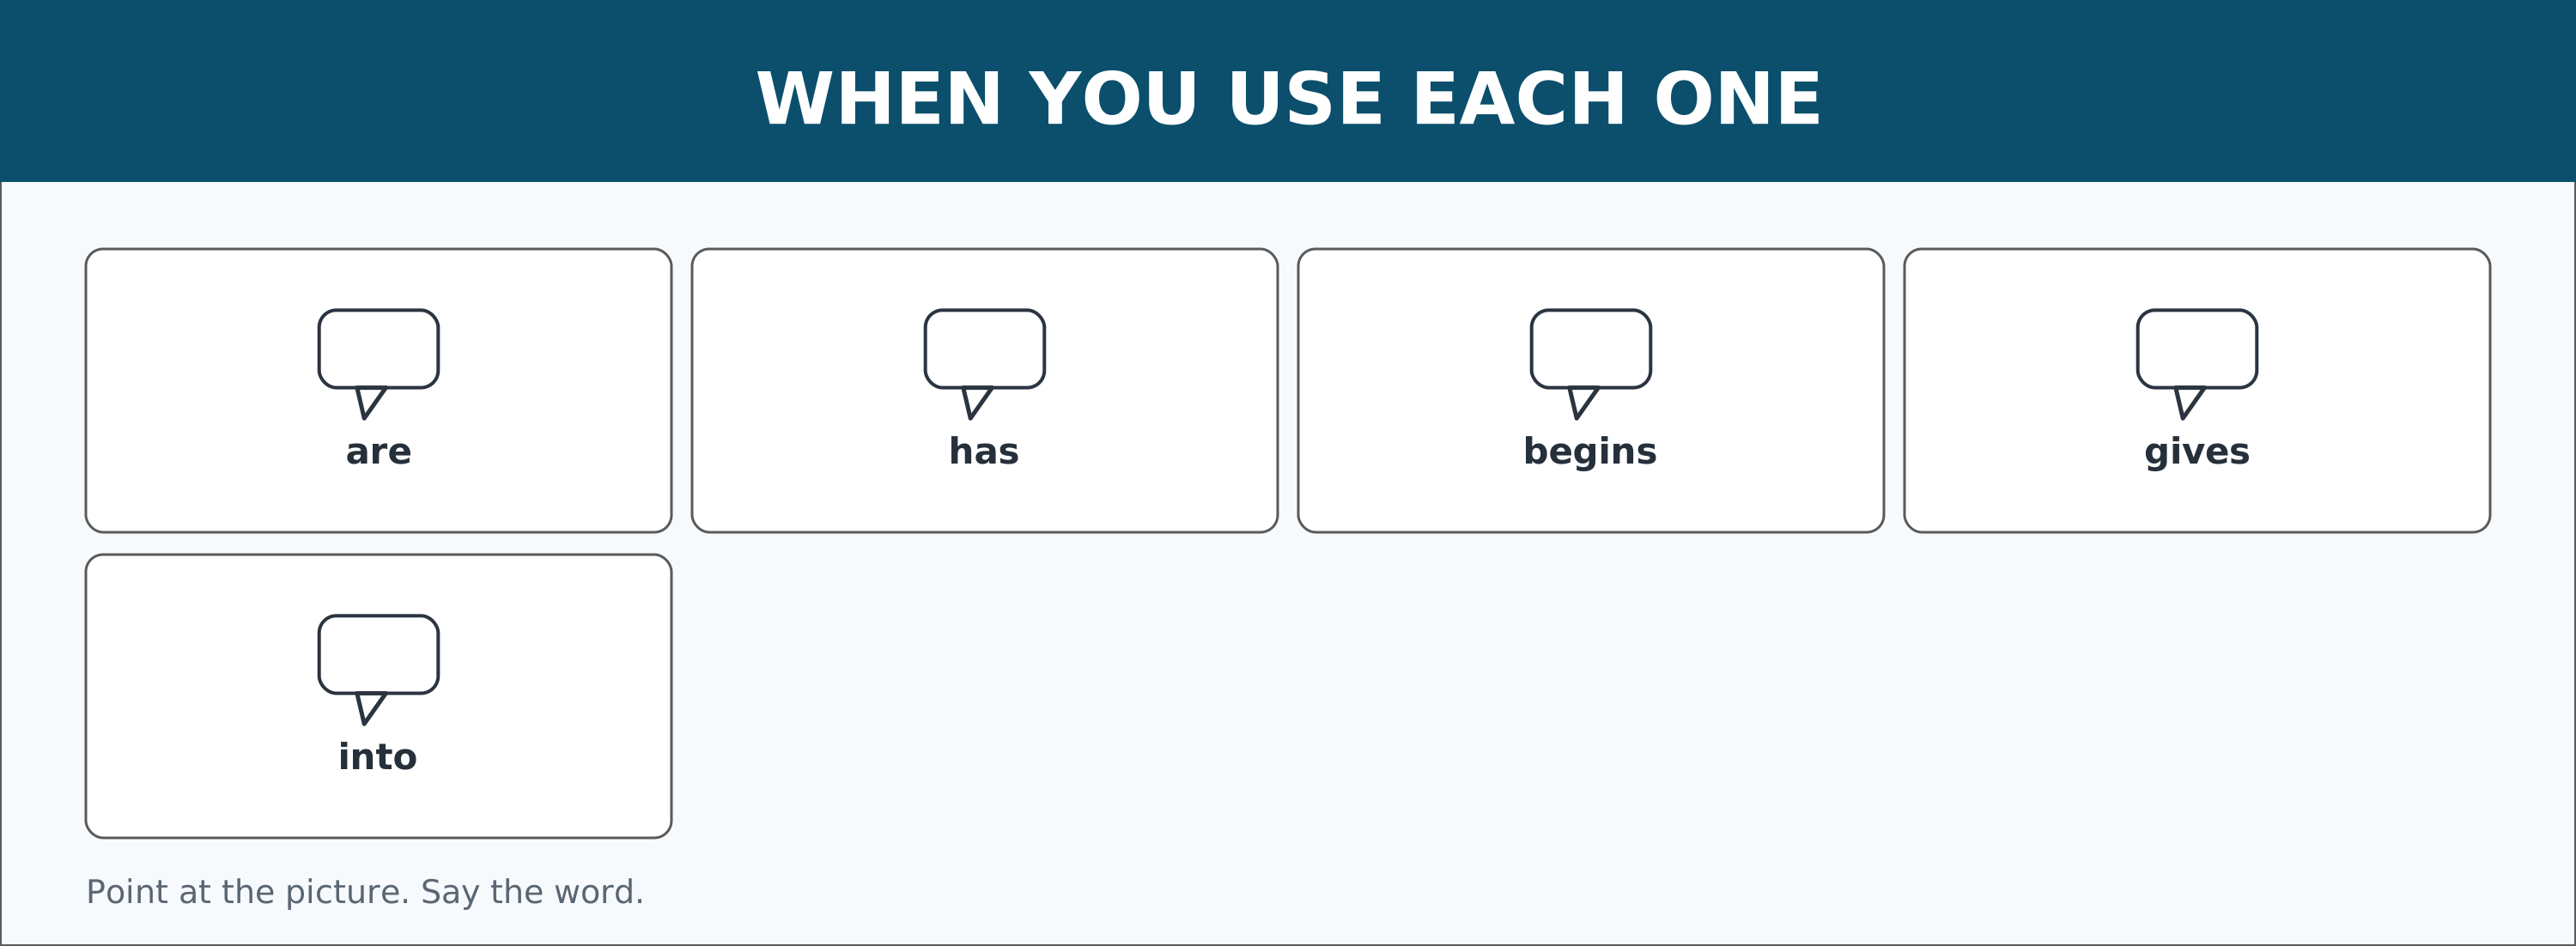 WHEN YOU USE EACH ONE
are
has
begins
gives
into
Point at the picture. Say the word.